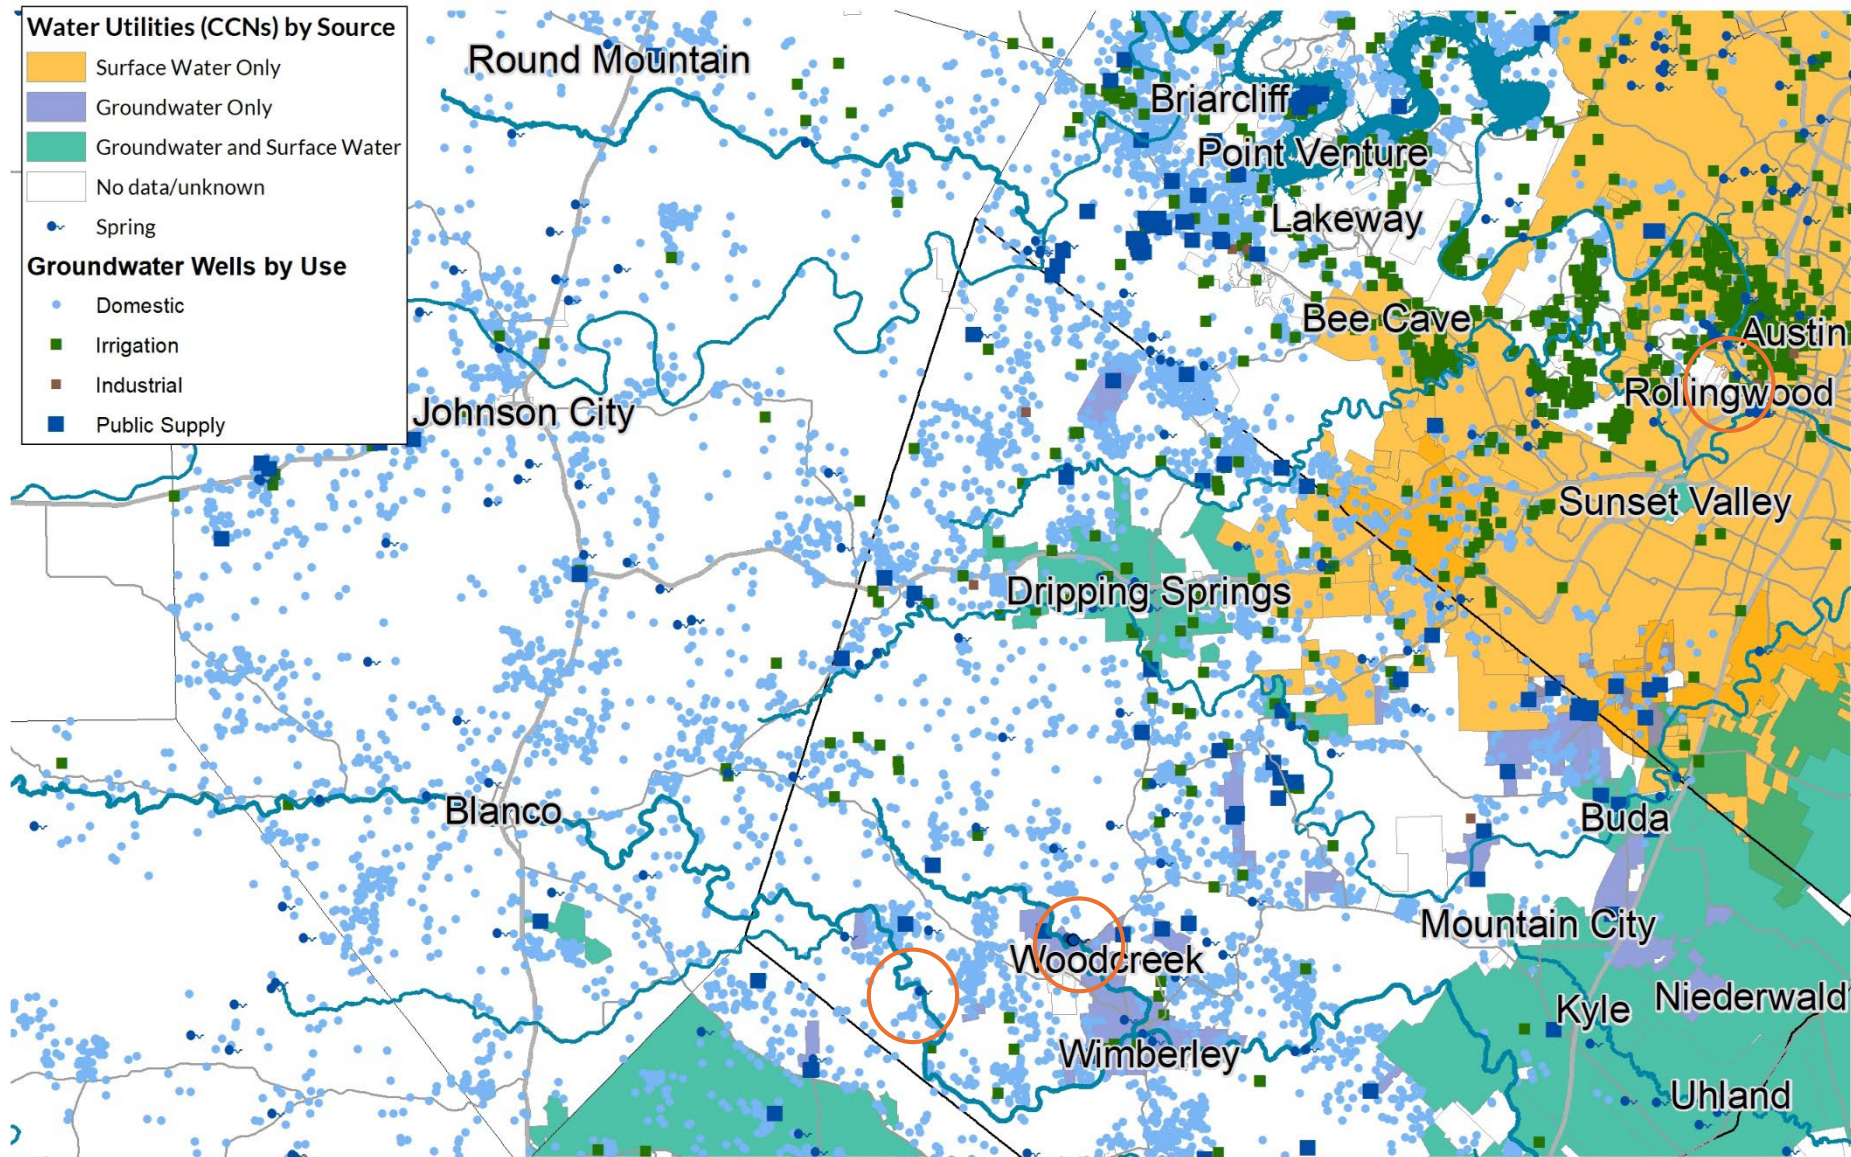 Water Utilities (CCNs) by Source
Surface Water Only
Groundwater Only
Groundwater and Surface Water
No data/unknown
Spring
Groundwater Wells by Use
Domestic
Irrigation
Industrial
Public Supply
Round Mountain
Briarcliff
Point Venture
Lakeway
Bee Cave
Austin
Rollingwood
Johnson City
Sunset Valley
Dripping Springs
Blanco
Buda
Mountain City
Woodcreek
Niederwald
Kyle
Wimberley
Uhland